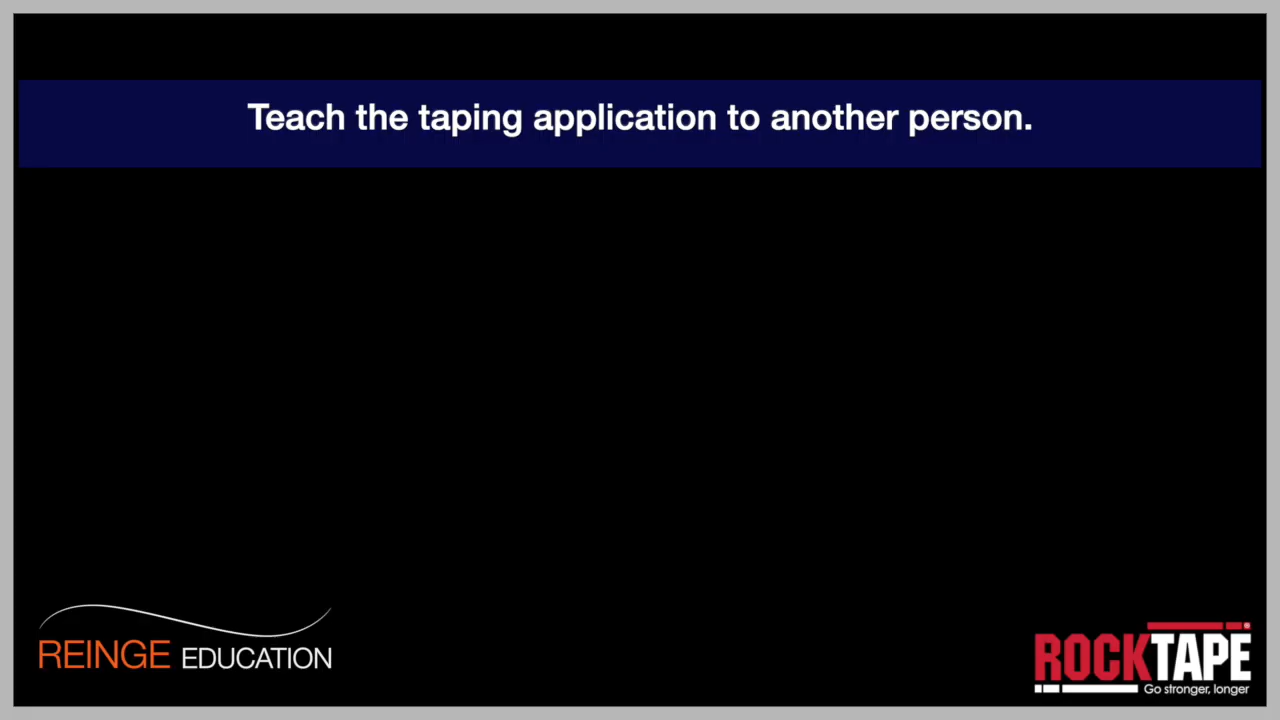 Teach the taping application to another person.
REINGE EDUCATION
ROCKTAPE
Go stronger, longer